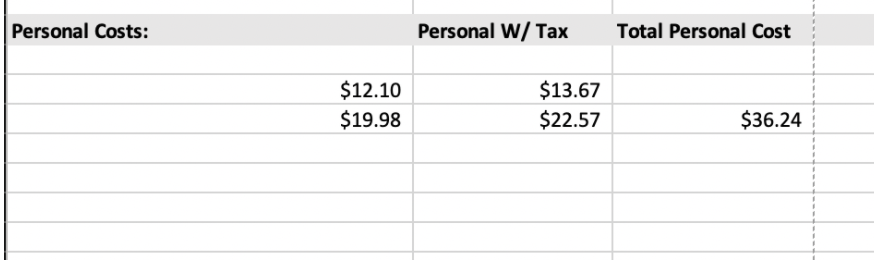 Personal Costs: Personal W/ Tax Total Personal Cost
$12.10 $13.67
$19.98 $22.57 $36.24